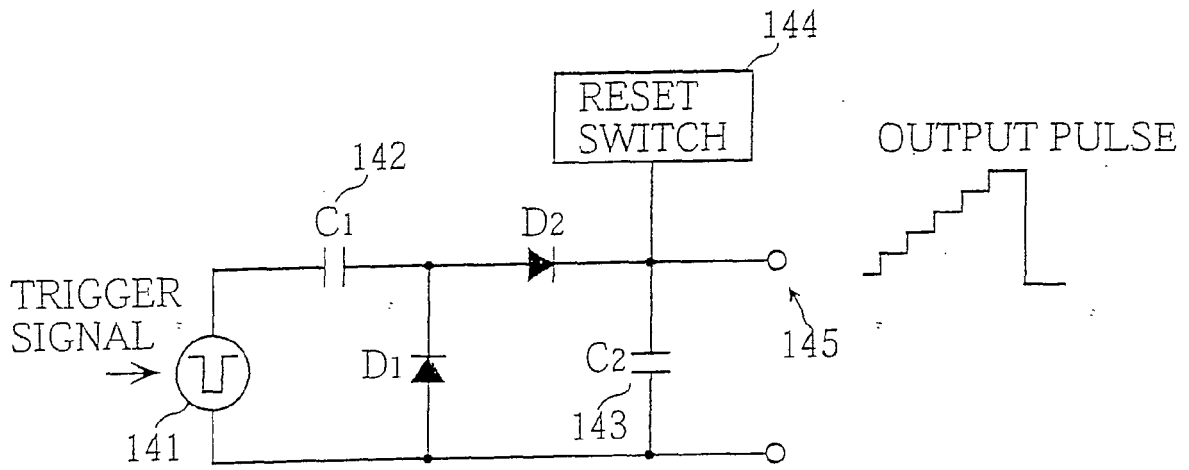 144
RESET
SWITCH
OUTPUT PULSE
142
C1
D2
TRIGGER
SIGNAL
D1
C2
145
143
141